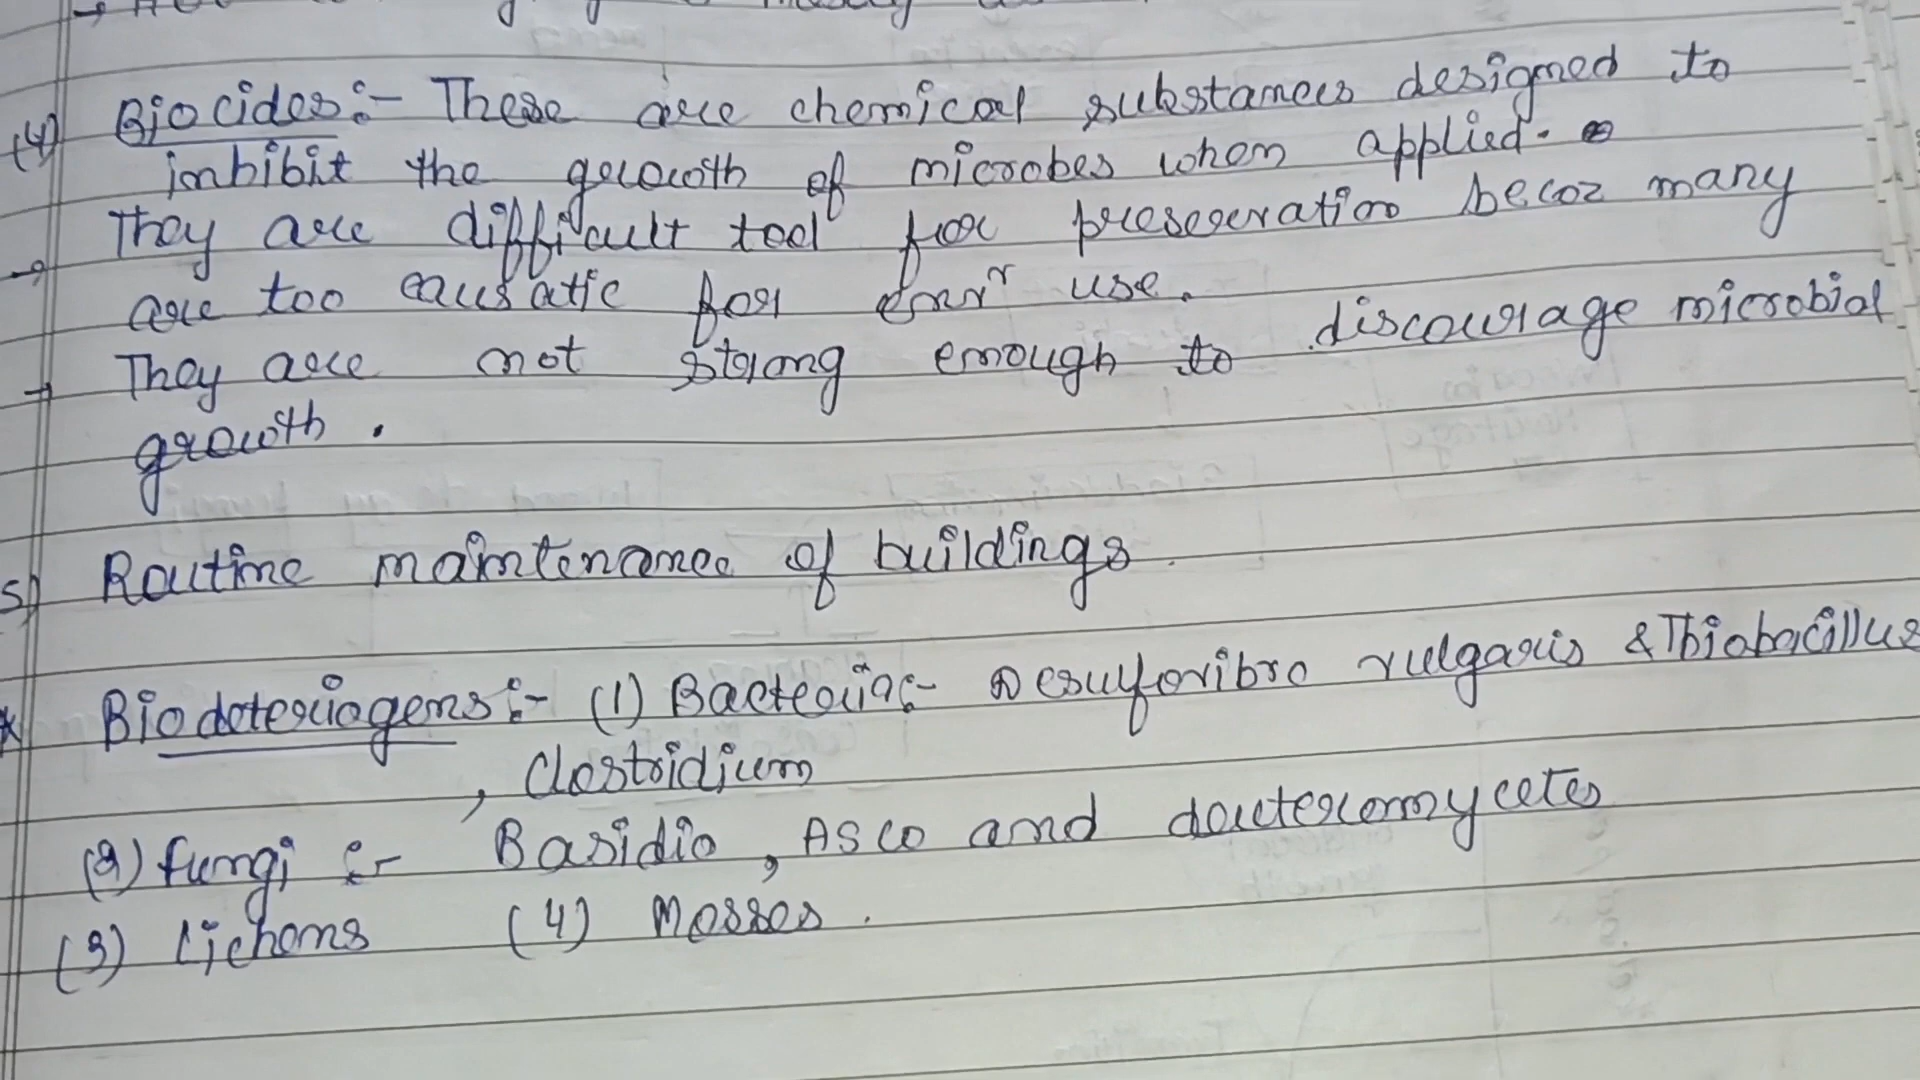 (4) Biocides:- These are chemical substances designed to
inhibit the growth of microbes when applied.
→ They are difficult tool for preservation becoz many
are too causatic for envr use.
→ They are not strong enough to discourage microbial
growth.
5) Routine maintenance of buildings.
* Biodeteriogens:- (1) Bacteria:- Desulforibro vulgaris & Thiobacillus
, Clostridium
(2) fungi :- Basidio, Asco and deuteromycetes
(3) Lichens (4) Mosses.